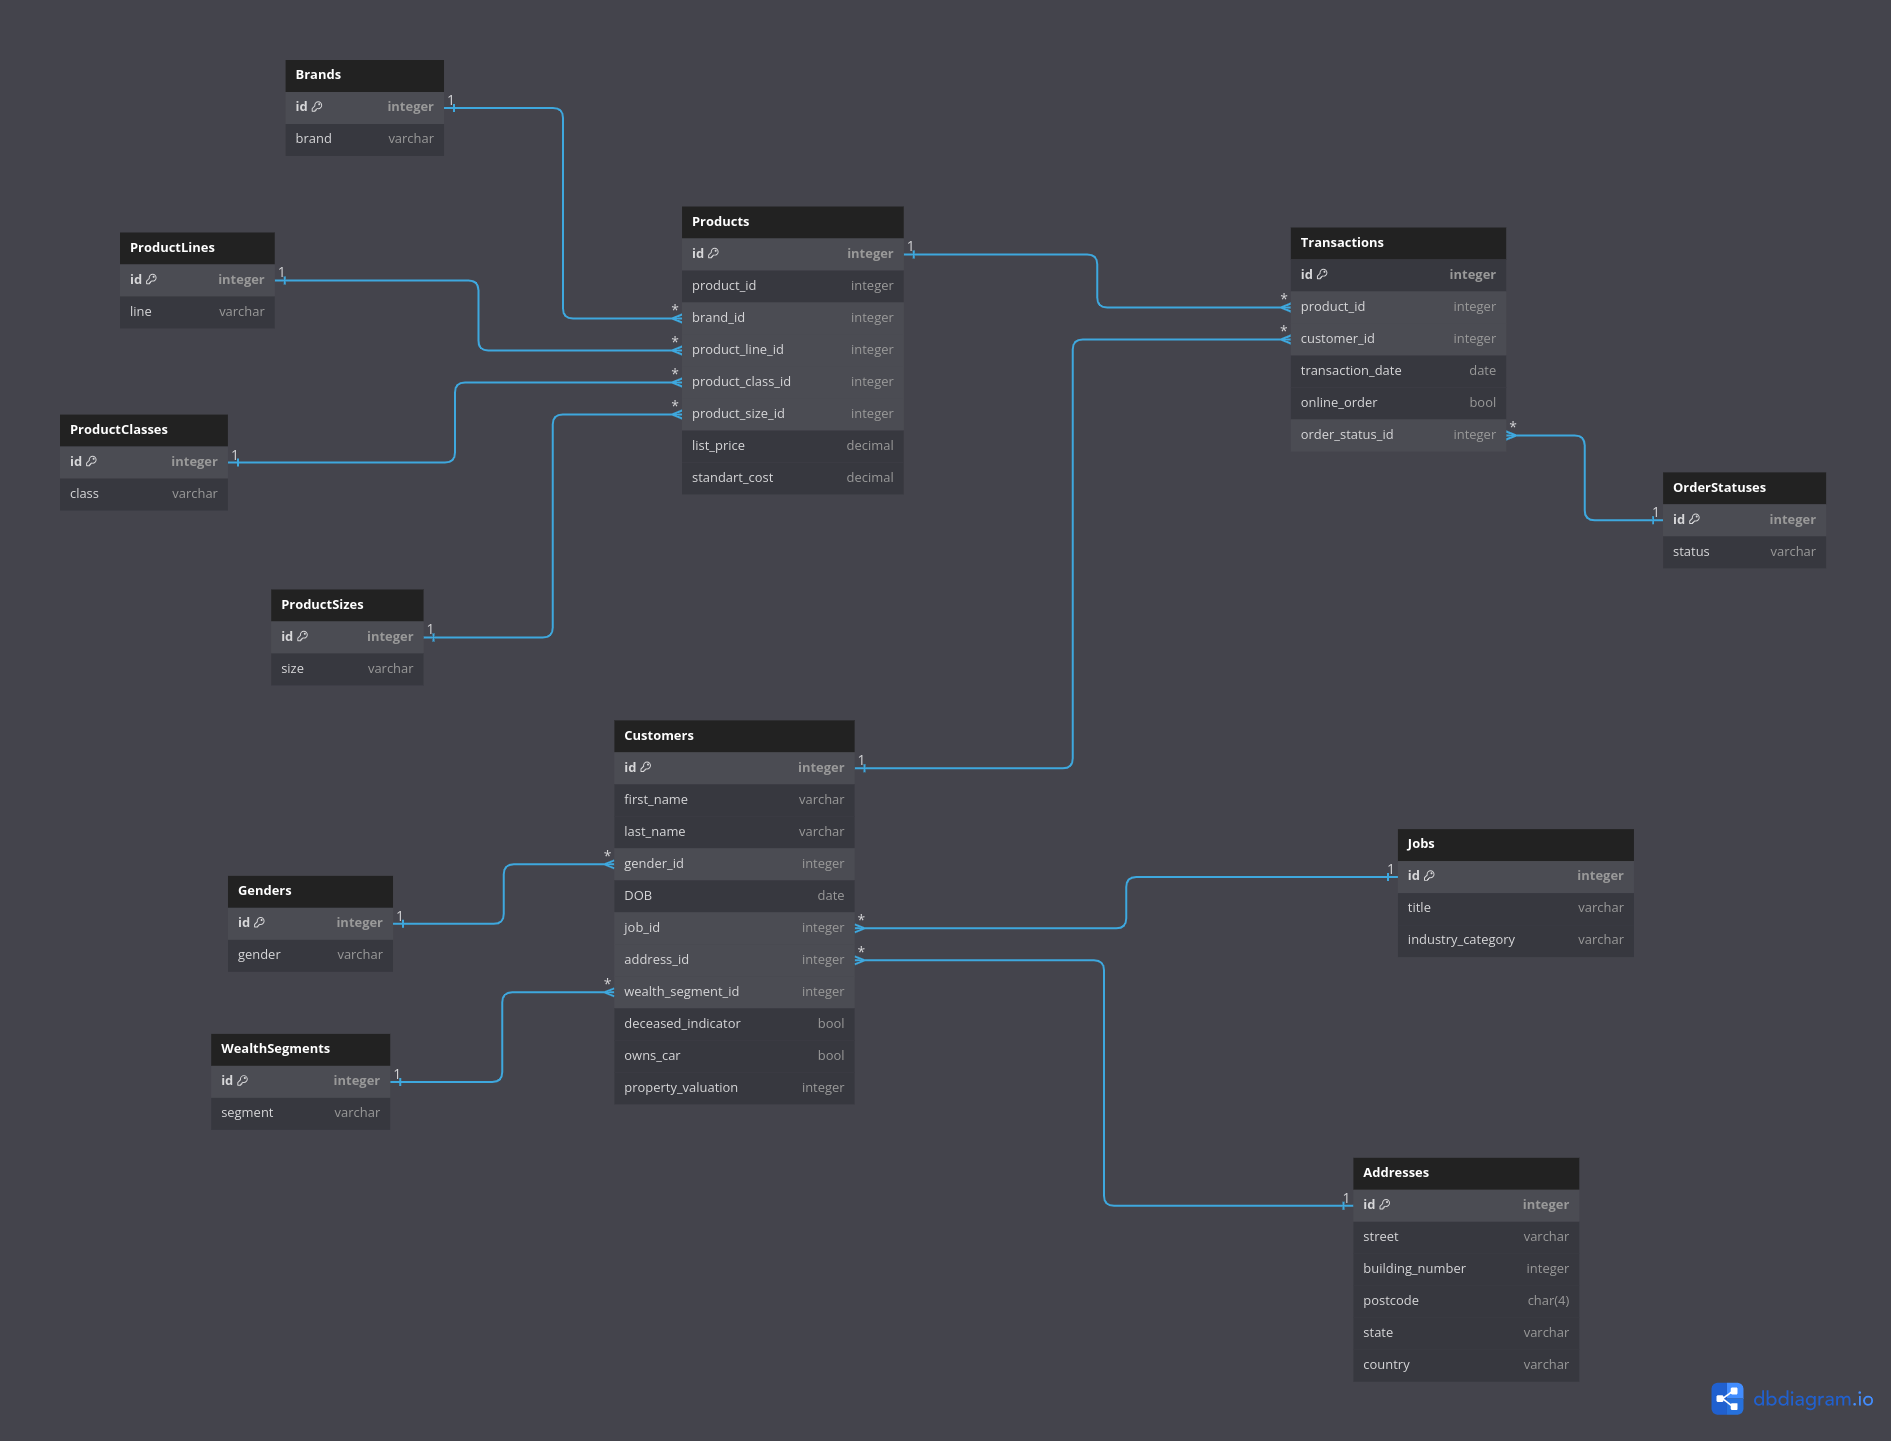 Brands
id integer
brand varchar
ProductLines
id integer
line varchar
ProductClasses
id integer
class varchar
ProductSizes
id integer
size varchar
Products
id integer
product_id integer
brand_id integer
product_line_id integer
product_class_id integer
product_size_id integer
list_price decimal
standart_cost decimal
Transactions
id integer
product_id integer
customer_id integer
transaction_date date
online_order bool
order_status_id integer
OrderStatuses
id integer
status varchar
Customers
id integer
first_name varchar
last_name varchar
gender_id integer
DOB date
job_id integer
address_id integer
wealth_segment_id integer
deceased_indicator bool
owns_car bool
property_valuation integer
Genders
id integer
gender varchar
WealthSegments
id integer
segment varchar
Jobs
id integer
title varchar
industry_category varchar
Addresses
id integer
street varchar
building_number integer
postcode char(4)
state varchar
country varchar
1
*
1
*
1
*
1
*
1
*
1
*
*
1
1
*
1
*
*
1
*
1
dbdiagram.io